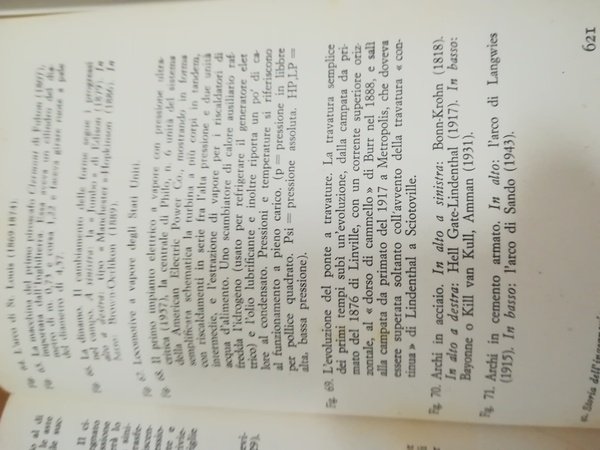 64. L'arco di St. Louis (1869-1874).
Fig. 65. La macchina del primo piroscafo Clermont di Fulton (1807),
importata dall'Inghilterra. Essa aveva un cilindro del dia-
metro di m. 0,73 e corsa 1,22 e faceva girare ruote a pale
del diametro di 4,57.
Fig. 66. La dinamo. Il cambiamento delle forme segue i progressi
nel campo. A sinistra: la «Jumbo» di Edison (1879). In
alto a destra: tipo «Manchester» Hopkinson (1886). In
basso: Brown-Oerlikon (1889).
67. Locomotive a vapore degli Stati Uniti.
Fig. 68. Il primo impianto elettrico a vapore con pressione ultra-
critica (1957), la centrale di Philo, n. 6 unità del sistema
della American Electric Power Co, mostrando in forma
semplificata schematica la turbina a più corpi in tandem,
con riscaldamenti in serie fra l'alta pressione e due unità
intermedie, e l'estrazione di vapore per i riscaldatori di
acqua d'alimento. Uno scambiatore di calore ausiliario raf-
fredda l'idrogeno (usato per refrigerare il generatore elet
trico) e l'olio lubrificante e inoltre riporta un po' di ca-
lore al condensato. Pressioni e temperature si riferiscono
al funzionamento a pieno carico. (p = pressione in libbre
per pollice quadrato. Psi = pressione assoluta. HP,LP =
alta, bassa pressione).
Fig. 69. L'evoluzione del ponte a travature. La travatura semplice
dei primi tempi subì un'evoluzione, dalla campata da pri-
mato del 1876 di Linville, con un corrente superiore oriz-
zontale, al «dorso di cammello» di Burr nel 1888, e salì
alla campata da primato del 1917 a Metropolis, che doveva
essere superata soltanto coll'avvento della travatura «con-
tinua» di Lindenthal a Sciotoville.
Fig. 70. Archi in acciaio. In alto a sinistra: Bonn-Krohn (1818).
In alto a destra: Hell Gate-Lindenthal (1917). In basso:
Bayonne o Kill van Kull, Amman (1931).
Fig. 71. Archi in cemento armato. In alto: l'arco di Langwies
(1915). In basso: l'arco di Sando (1943).
621
Storia dell'ingegneria